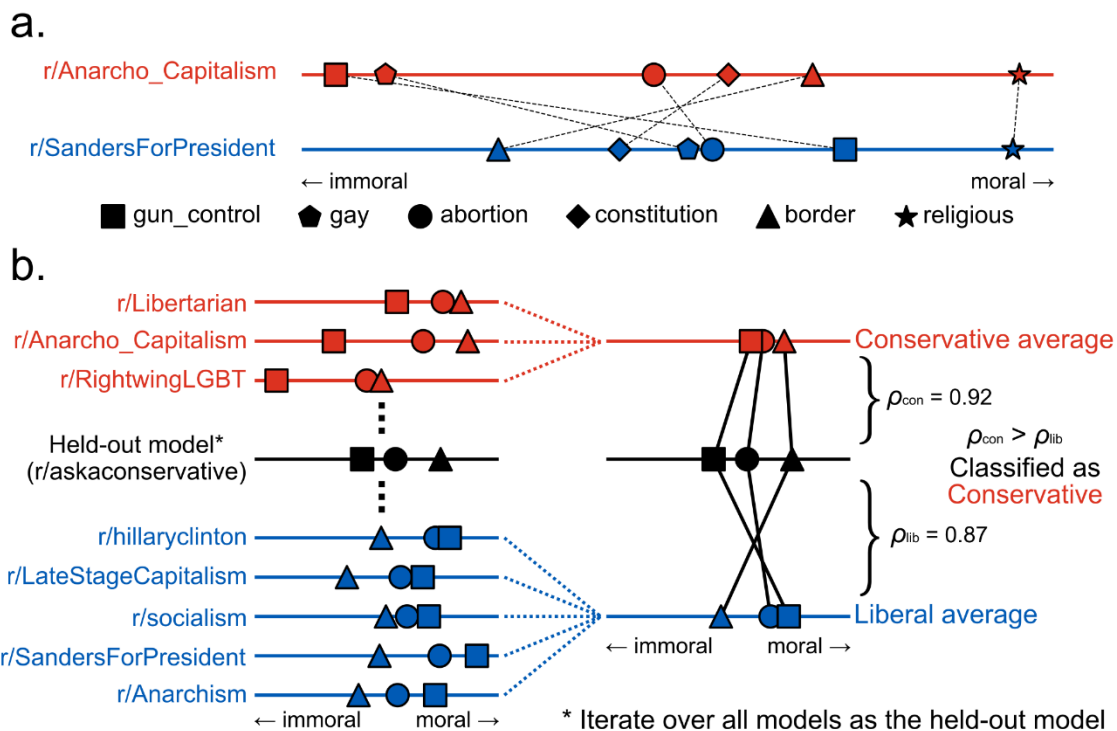 a.
r/Anarcho_Capitalism
r/SandersForPresident
← immoral
moral →
gun_control
gay
abortion
constitution
border
religious
b.
r/Libertarian
r/Anarcho_Capitalism
r/RightwingLGBT
Held-out model*
(r/askaconservative)
r/hillaryclinton
r/LateStageCapitalism
r/socialism
r/SandersForPresident
r/Anarchism
← immoral
moral →
Conservative average
ρcon = 0.92
ρcon > ρlib
Classified as
Conservative
ρlib = 0.87
Liberal average
← immoral
moral →
* Iterate over all models as the held-out model